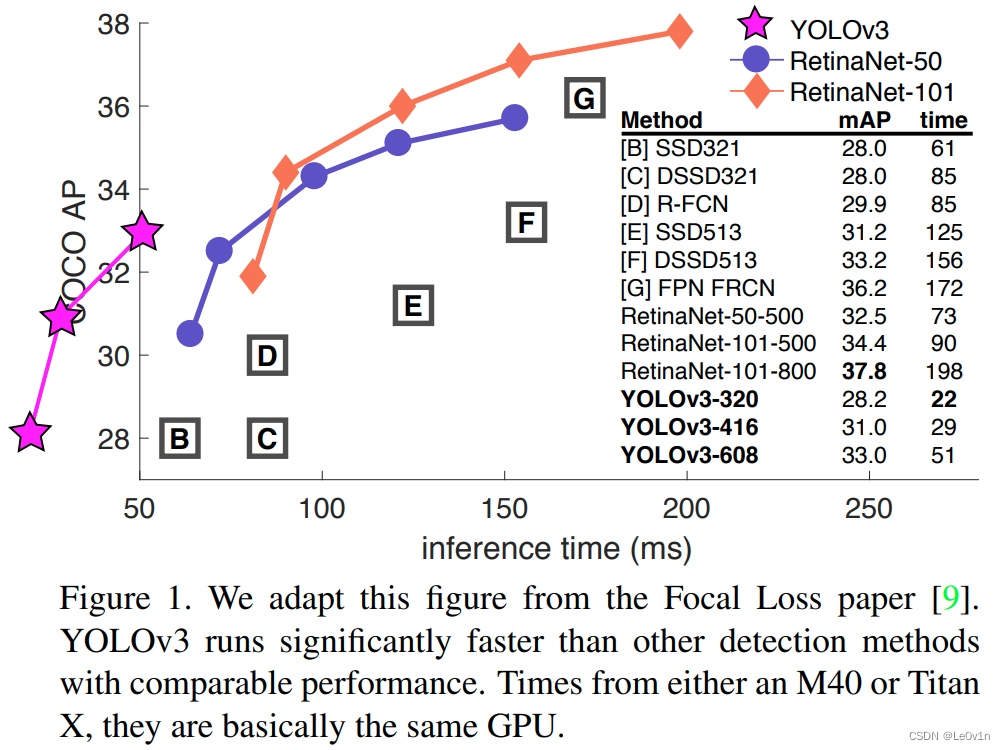 38
36
34
32
30
28
COCO AP
50
100
150
200
250
inference time (ms)
B
C
D
E
F
G
YOLOv3
RetinaNet-50
RetinaNet-101
Method mAP time
[B] SSD321 28.0 61
[C] DSSD321 28.0 85
[D] R-FCN 29.9 85
[E] SSD513 31.2 125
[F] DSSD513 33.2 156
[G] FPN FRCN 36.2 172
RetinaNet-50-500 32.5 73
RetinaNet-101-500 34.4 90
RetinaNet-101-800 37.8 198
YOLOv3-320 28.2 22
YOLOv3-416 31.0 29
YOLOv3-608 33.0 51
Figure 1. We adapt this figure from the Focal Loss paper [9].
YOLOv3 runs significantly faster than other detection methods
with comparable performance. Times from either an M40 or Titan
X, they are basically the same GPU.
CSDN @Le0v1n